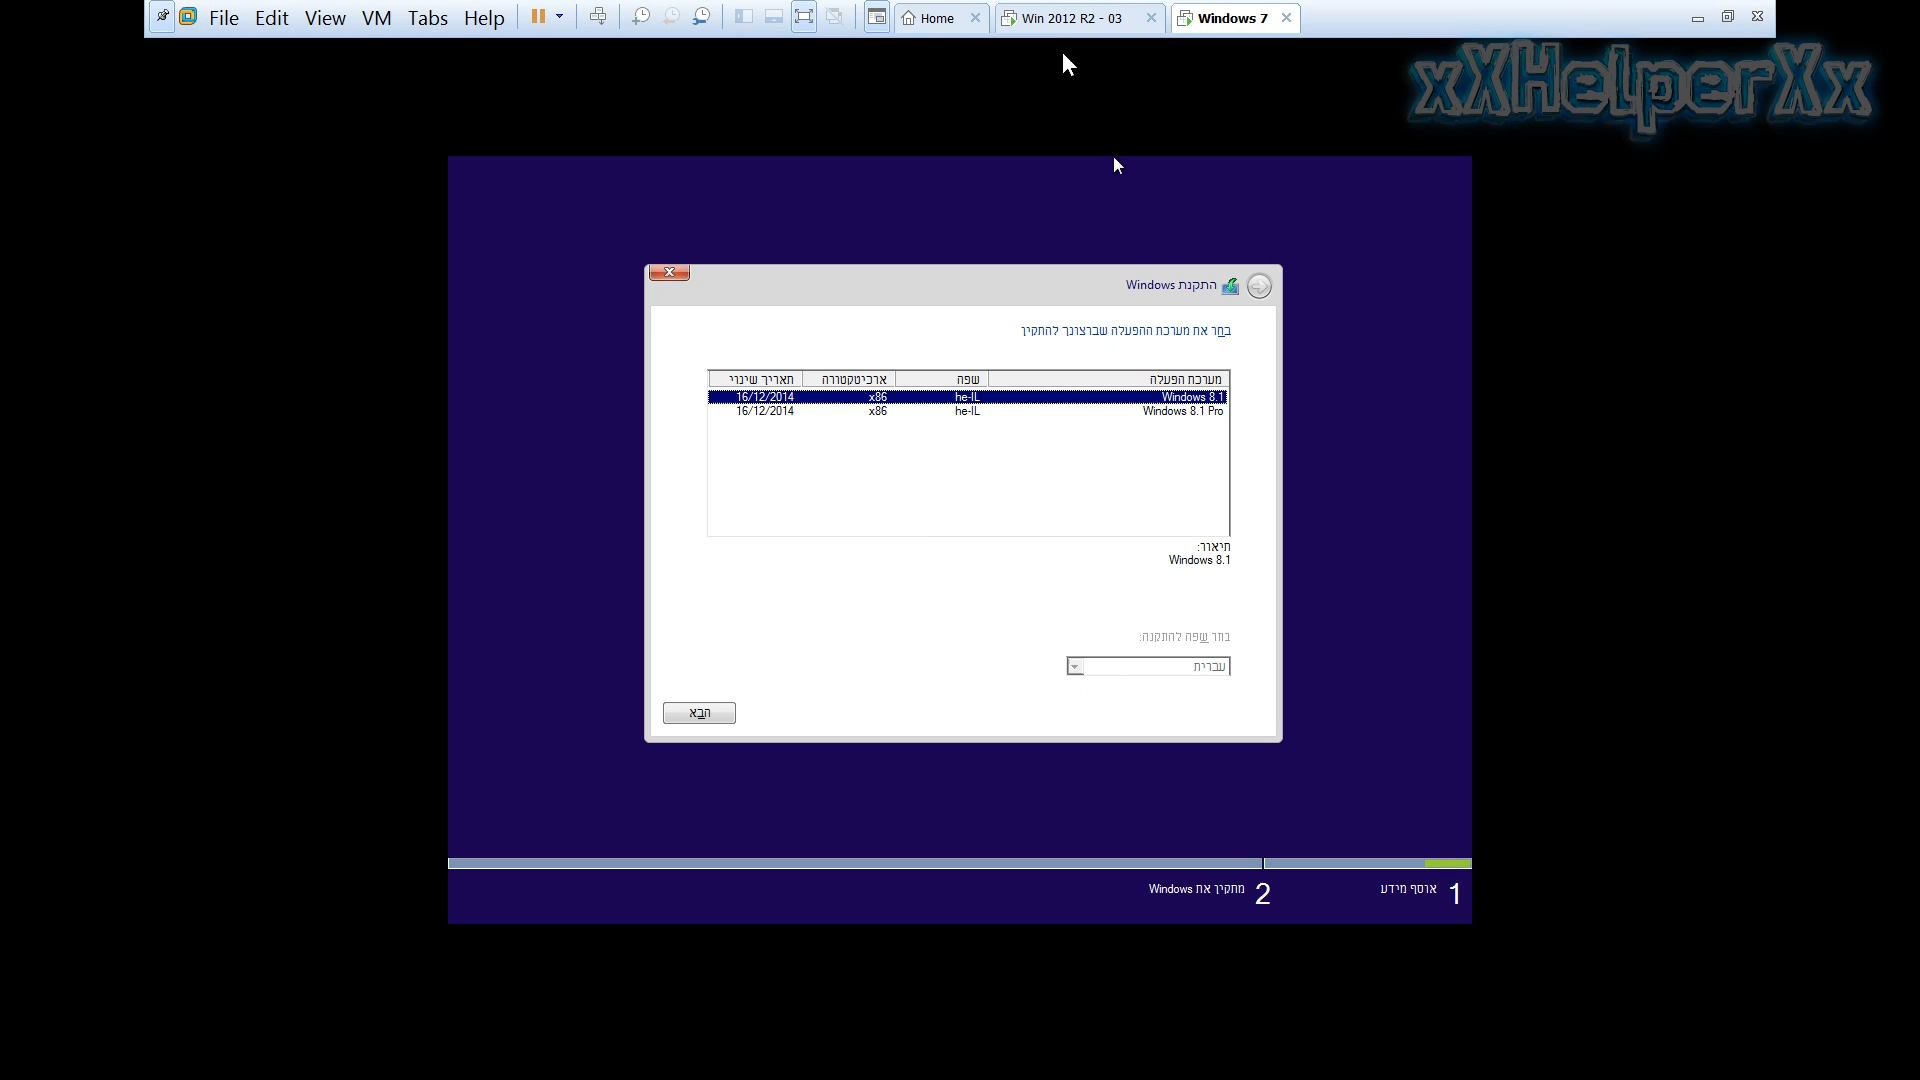 File Edit View VM Tabs Help Home Win 2012 R2 - 03 Windows 7
xXHelperXx
התקנת Windows
בחר את מערכת ההפעלה שברצונך להתקין
מערכת הפעלה שפה ארכיטקטורה תאריך שינוי
Windows 8.1 he-IL x86 16/12/2014
Windows 8.1 Pro he-IL x86 16/12/2014
תיאור:
Windows 8.1
בחר שפה להתקנה:
עברית
הבא
1 אוסף מידע 2 מתקין את Windows